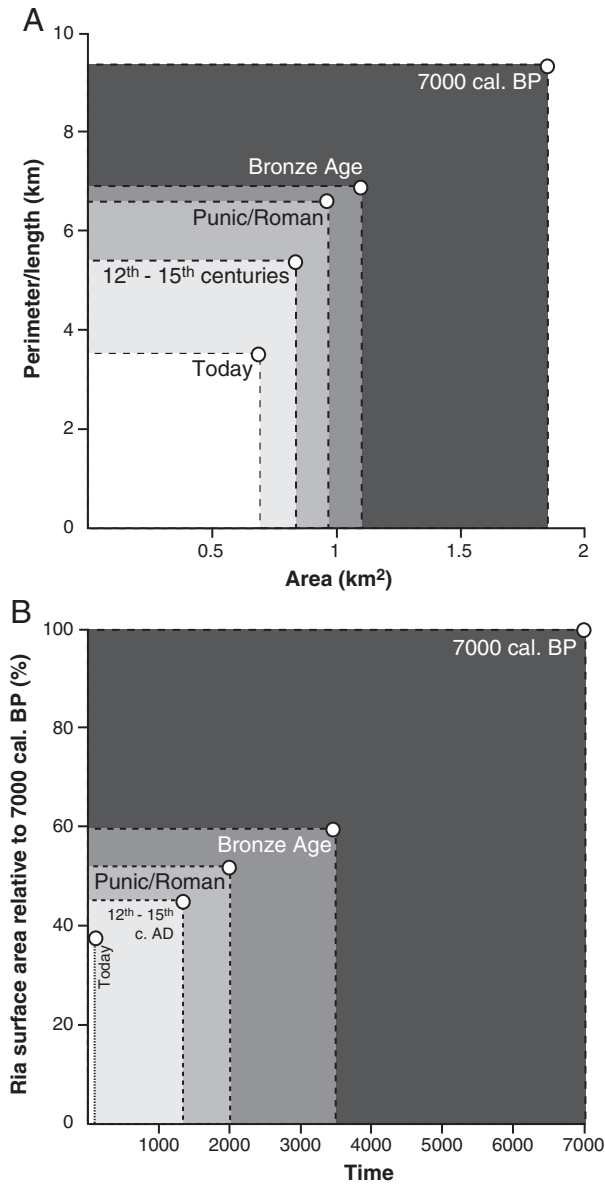 A
10
8
6
4
2
0
Perimeter/length (km)
7000 cal. BP
Bronze Age
Punic/Roman
12th - 15th centuries
Today
0.5
1
1.5
2
Area (km2)
B
100
80
60
40
20
0
Ria surface area relative to 7000 cal. BP (%)
7000 cal. BP
Bronze Age
Punic/Roman
12th - 15th
c. AD
Today
1000
2000
3000
4000
5000
6000
7000
Time